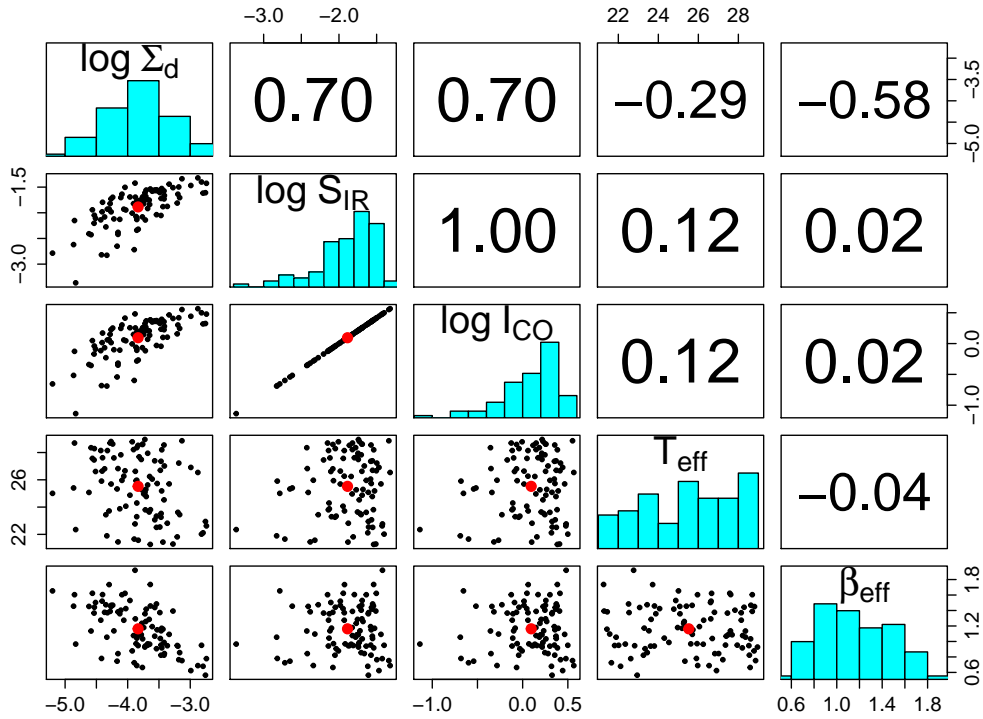 -3.0 -2.0 22 24 26 28
log Σd 0.70 0.70 −0.29 −0.58 -5.0 -3.5
-3.0 -1.5 log SIR 1.00 0.12 0.02
log ICO 0.12 0.02 -1.0 0.0
22 26 Teff −0.04
βeff 0.6 1.2 1.8
-5.0 -4.0 -3.0 -1.0 0.0 0.5 0.6 1.0 1.4 1.8